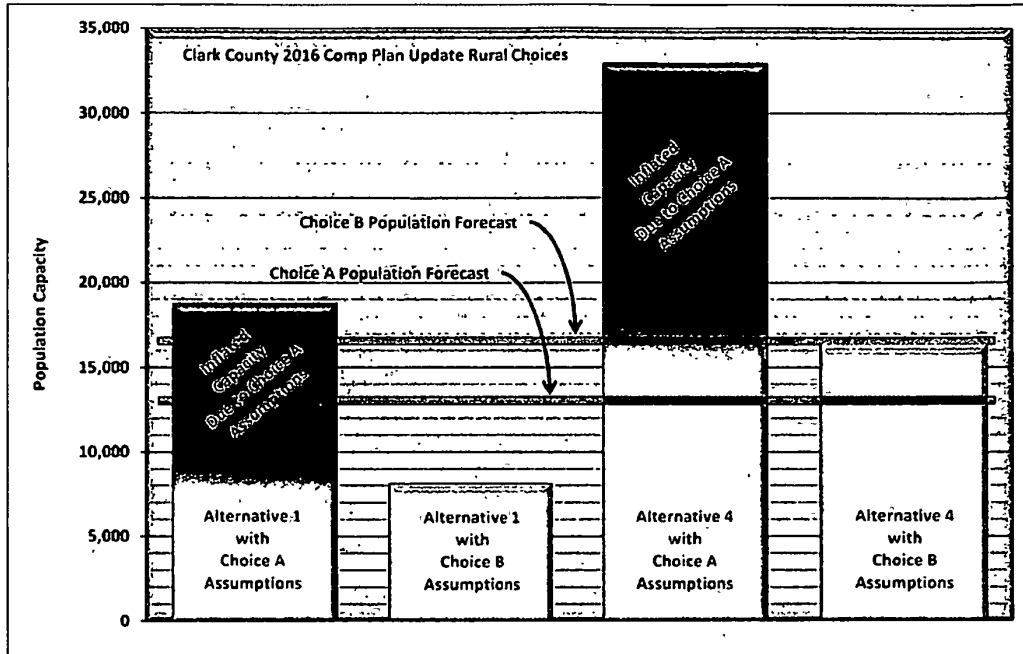 Clark County 2016 Comp Plan Update Rural Choices
Population Capacity
35,000
30,000
25,000
20,000
15,000
10,000
5,000
0
Choice B Population Forecast
Choice A Population Forecast
Inflated
Capacity
Due to Choice A
Assumptions
Alternative 1
with
Choice A
Assumptions
Alternative 1
with
Choice B
Assumptions
Inflated
Capacity
Due to Choice A
Assumptions
Alternative 4
with
Choice A
Assumptions
Alternative 4
with
Choice B
Assumptions